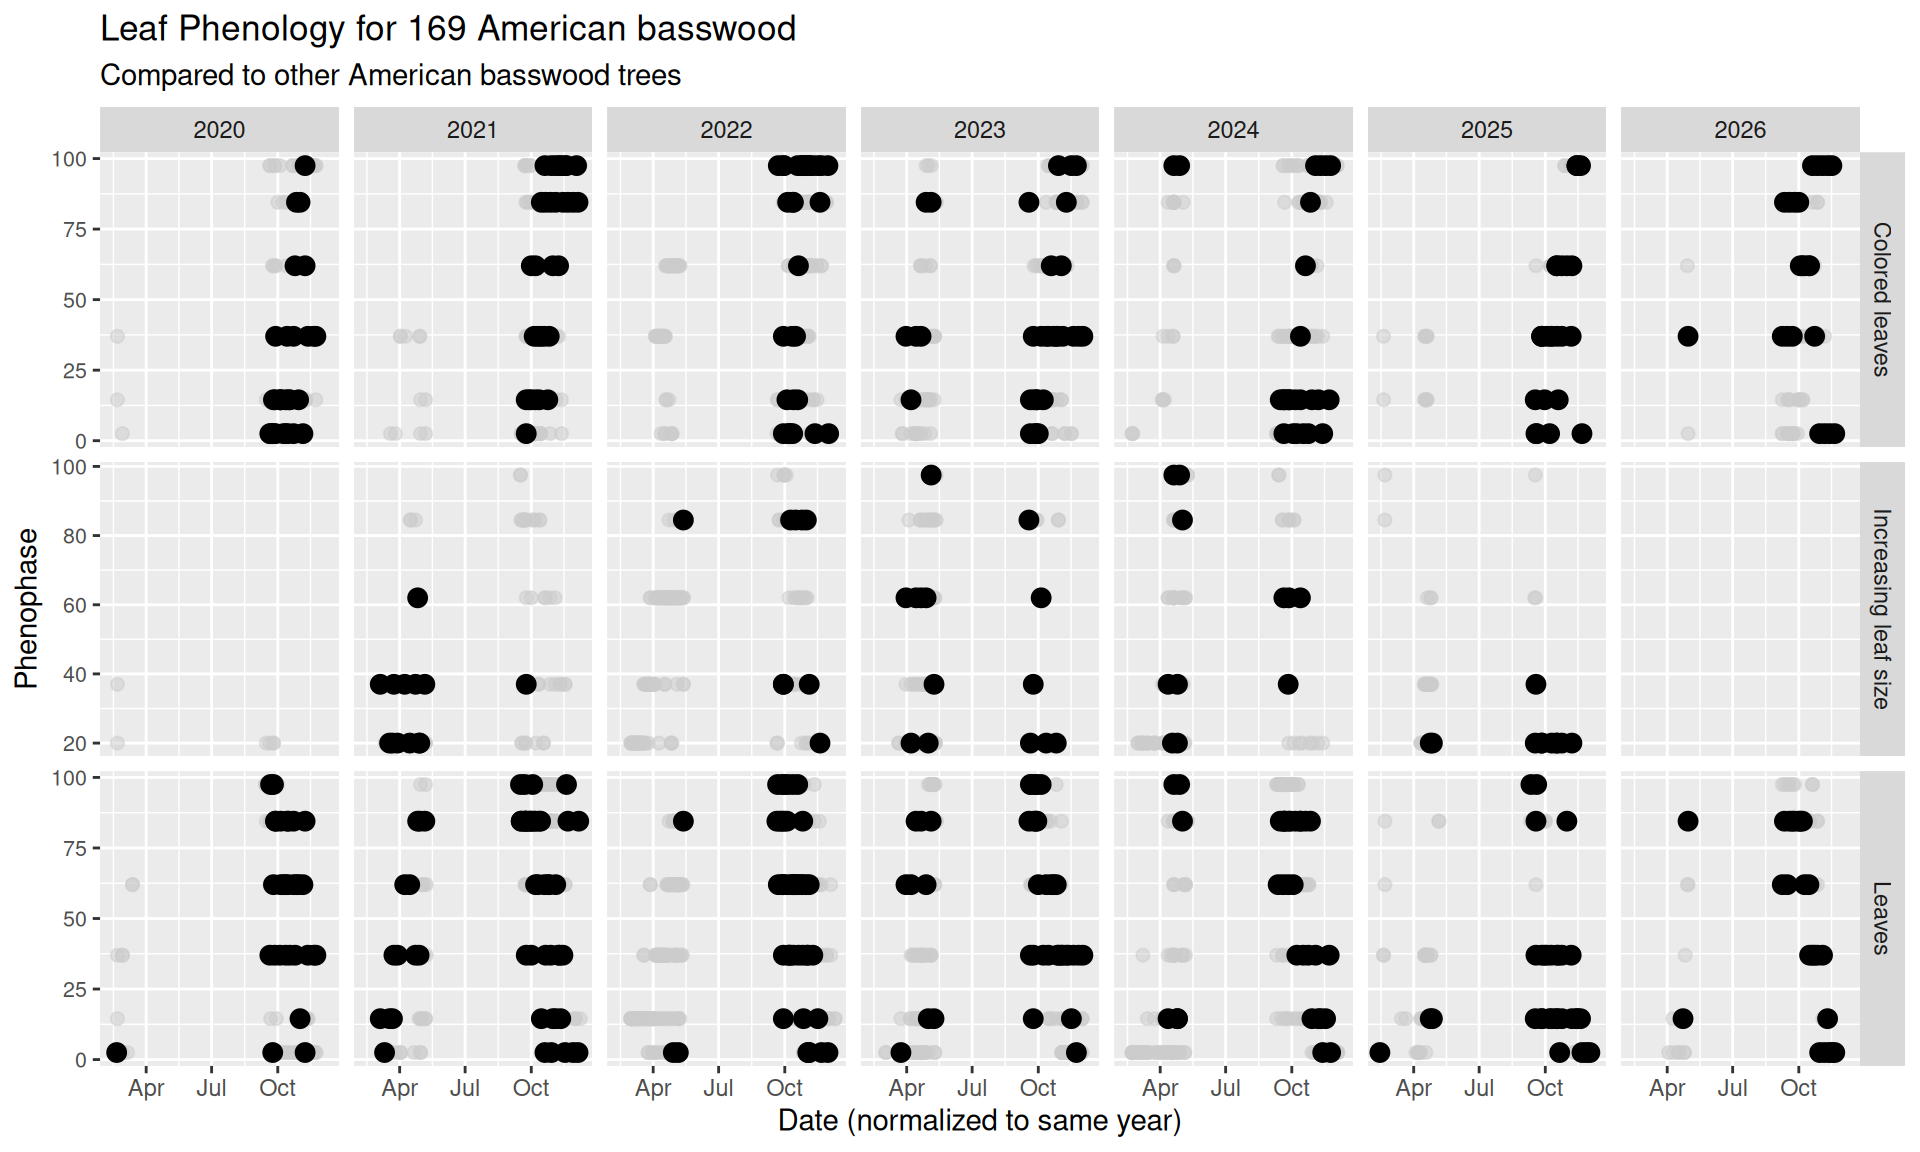 Leaf Phenology for 169 American basswood
Compared to other American basswood trees
2020 2021 2022 2023 2024 2025 2026
100
75
50
25
0
Colored leaves
100
80
60
40
20
Increasing leaf size
100
75
50
25
0
Leaves
Phenophase
Apr Jul Oct Apr Jul Oct Apr Jul Oct Apr Jul Oct Apr Jul Oct Apr Jul Oct Apr Jul Oct
Date (normalized to same year)